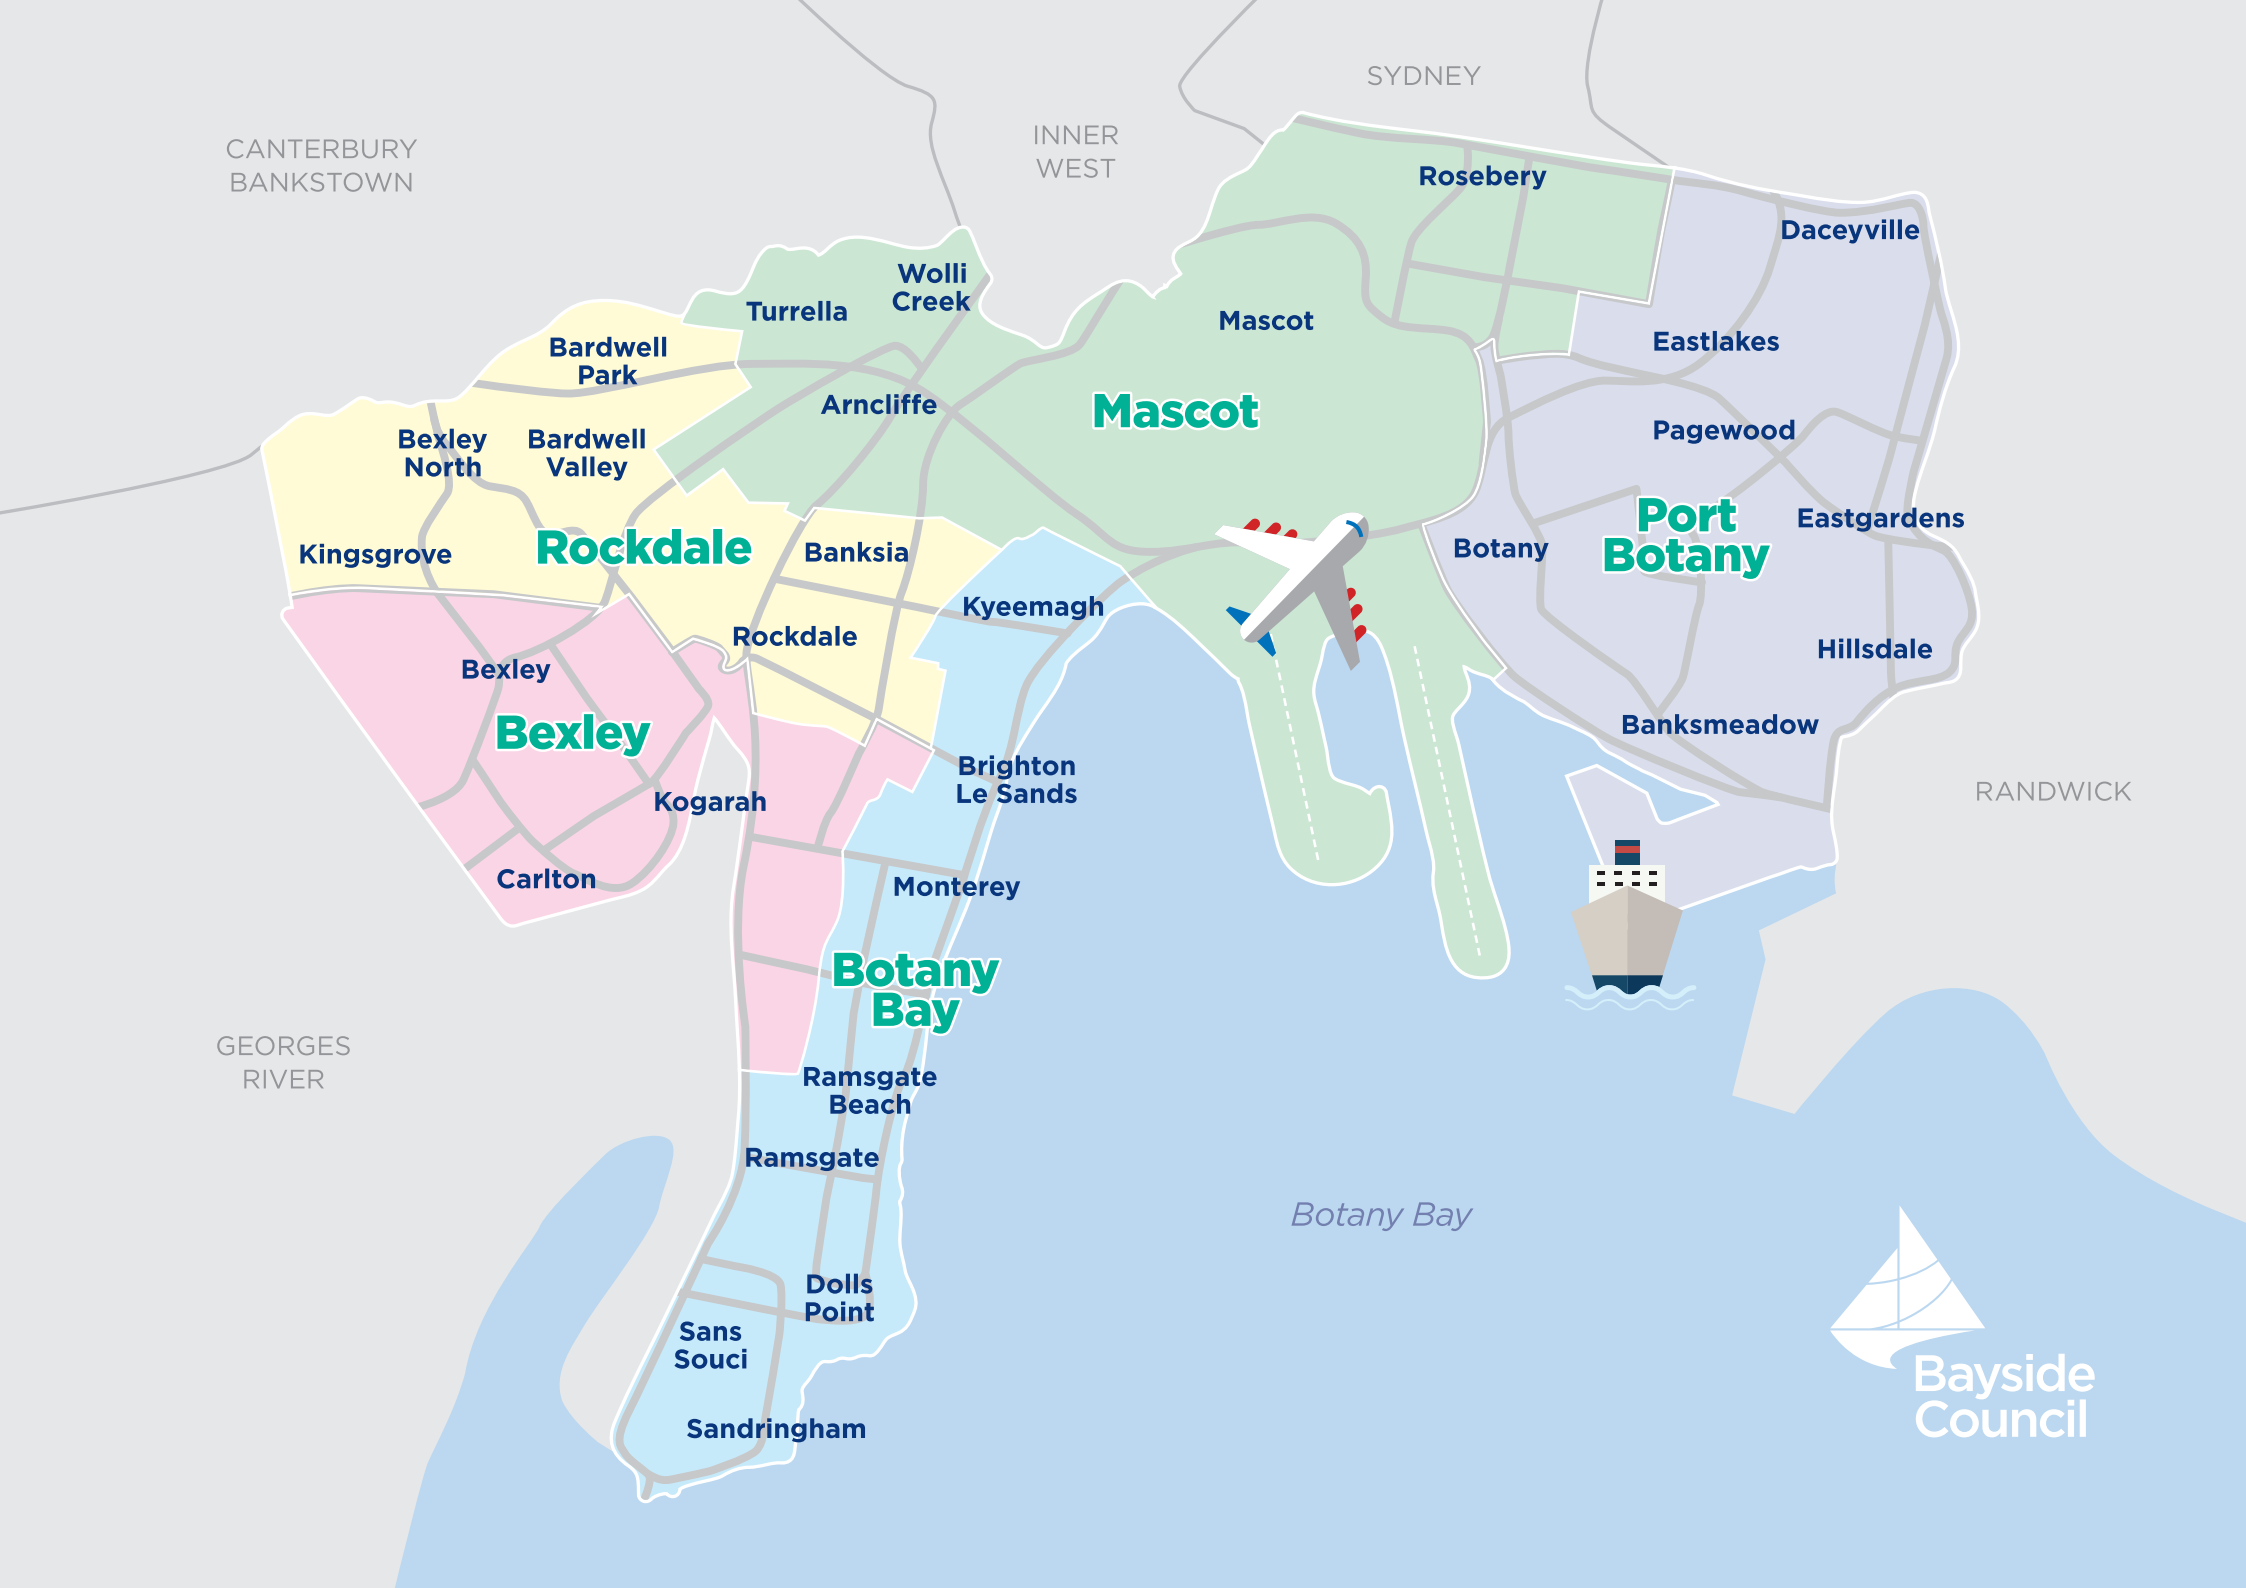 SYDNEY
CANTERBURY
BANKSTOWN
INNER
WEST
Rosebery
Daceyville
Wolli
Creek
Turrella
Mascot
Eastlakes
Bardwell
Park
Arncliffe
Mascot
Pagewood
Bexley
North
Bardwell
Valley
Port
Botany
Eastgardens
Kingsgrove
Rockdale
Banksia
Botany
Kyeemagh
Rockdale
Hillsdale
Bexley
Bexley
Banksmeadow
Brighton
Le Sands
RANDWICK
Kogarah
Carlton
Monterey
Botany
Bay
GEORGES
RIVER
Ramsgate
Beach
Ramsgate
Botany Bay
Dolls
Point
Sans
Souci
Sandringham
Bayside
Council